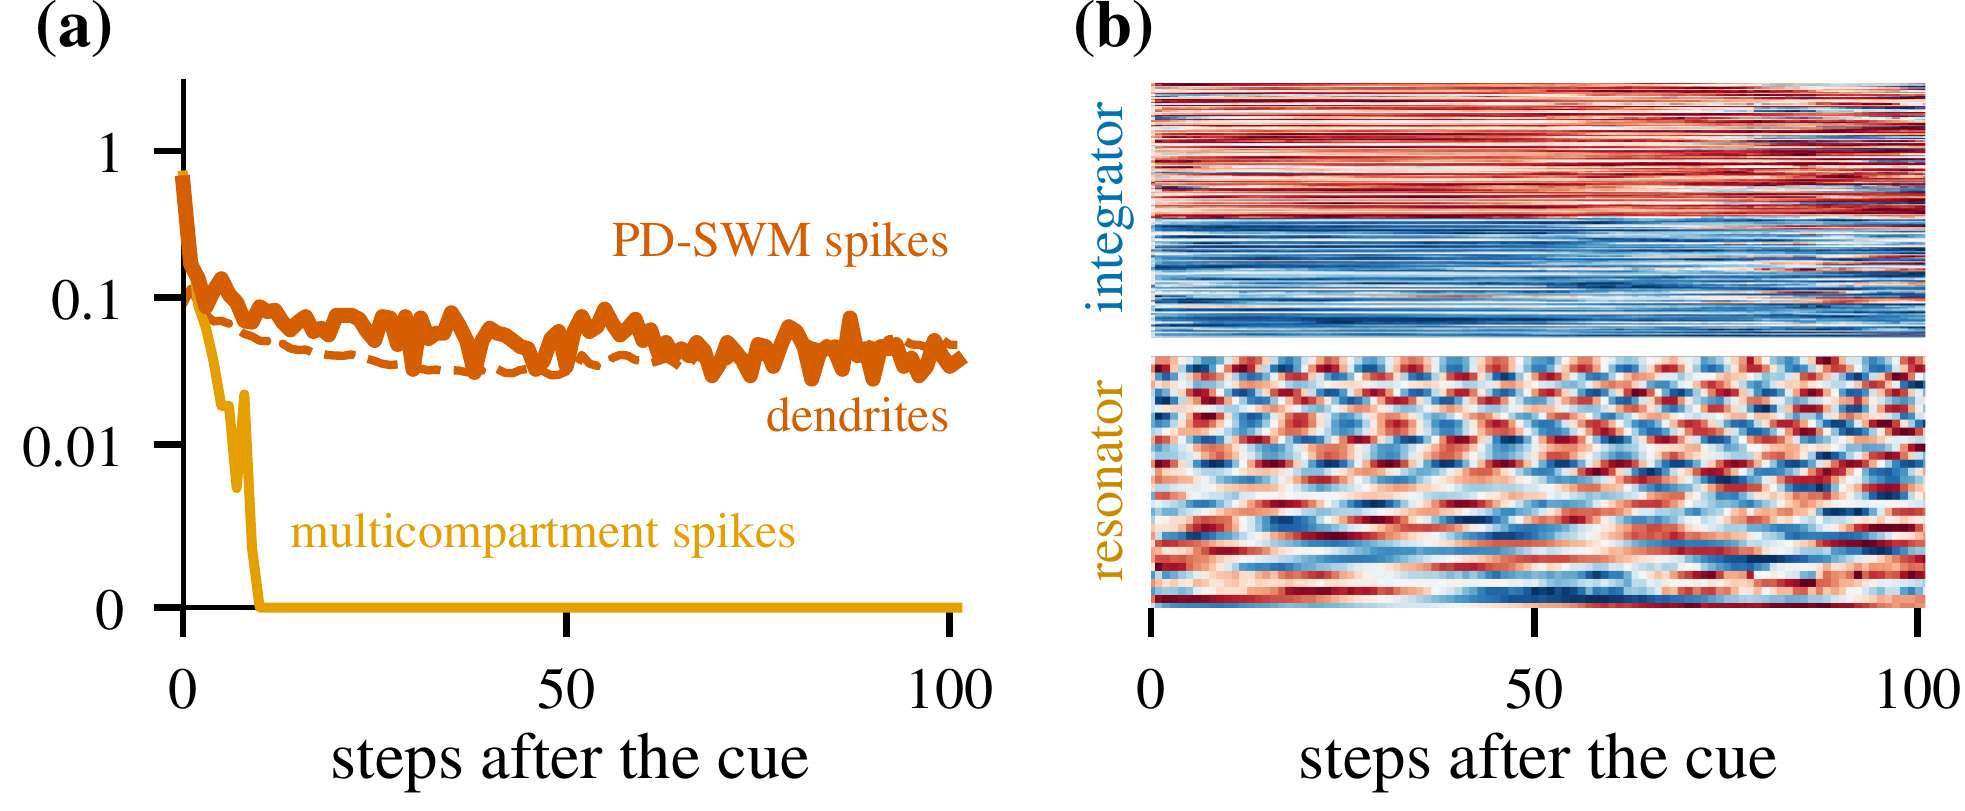 (a)
1
0.1
0.01
0
PD-SWM spikes
dendrites
multicompartment spikes
0 50 100
steps after the cue
(b)
integrator
resonator
0 50 100
steps after the cue